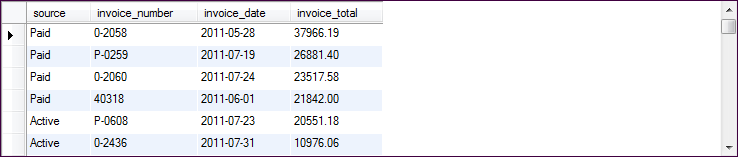 source invoice_number invoice_date invoice_total
Paid 0-2058 2011-05-28 37966.19
Paid P-0259 2011-07-19 26881.40
Paid 0-2060 2011-07-24 23517.58
Paid 40318 2011-06-01 21842.00
Active P-0608 2011-07-23 20551.18
Active 0-2436 2011-07-31 10976.06